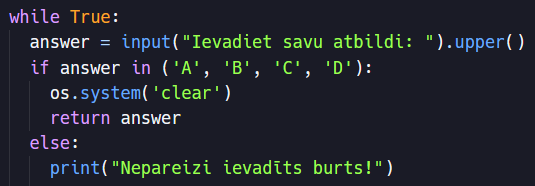 while True:
  answer = input("Ievadiet savu atbildi: ").upper()
  if answer in ('A', 'B', 'C', 'D'):
    os.system('clear')
    return answer
  else:
    print("Nepareizi ievadīts burts!")